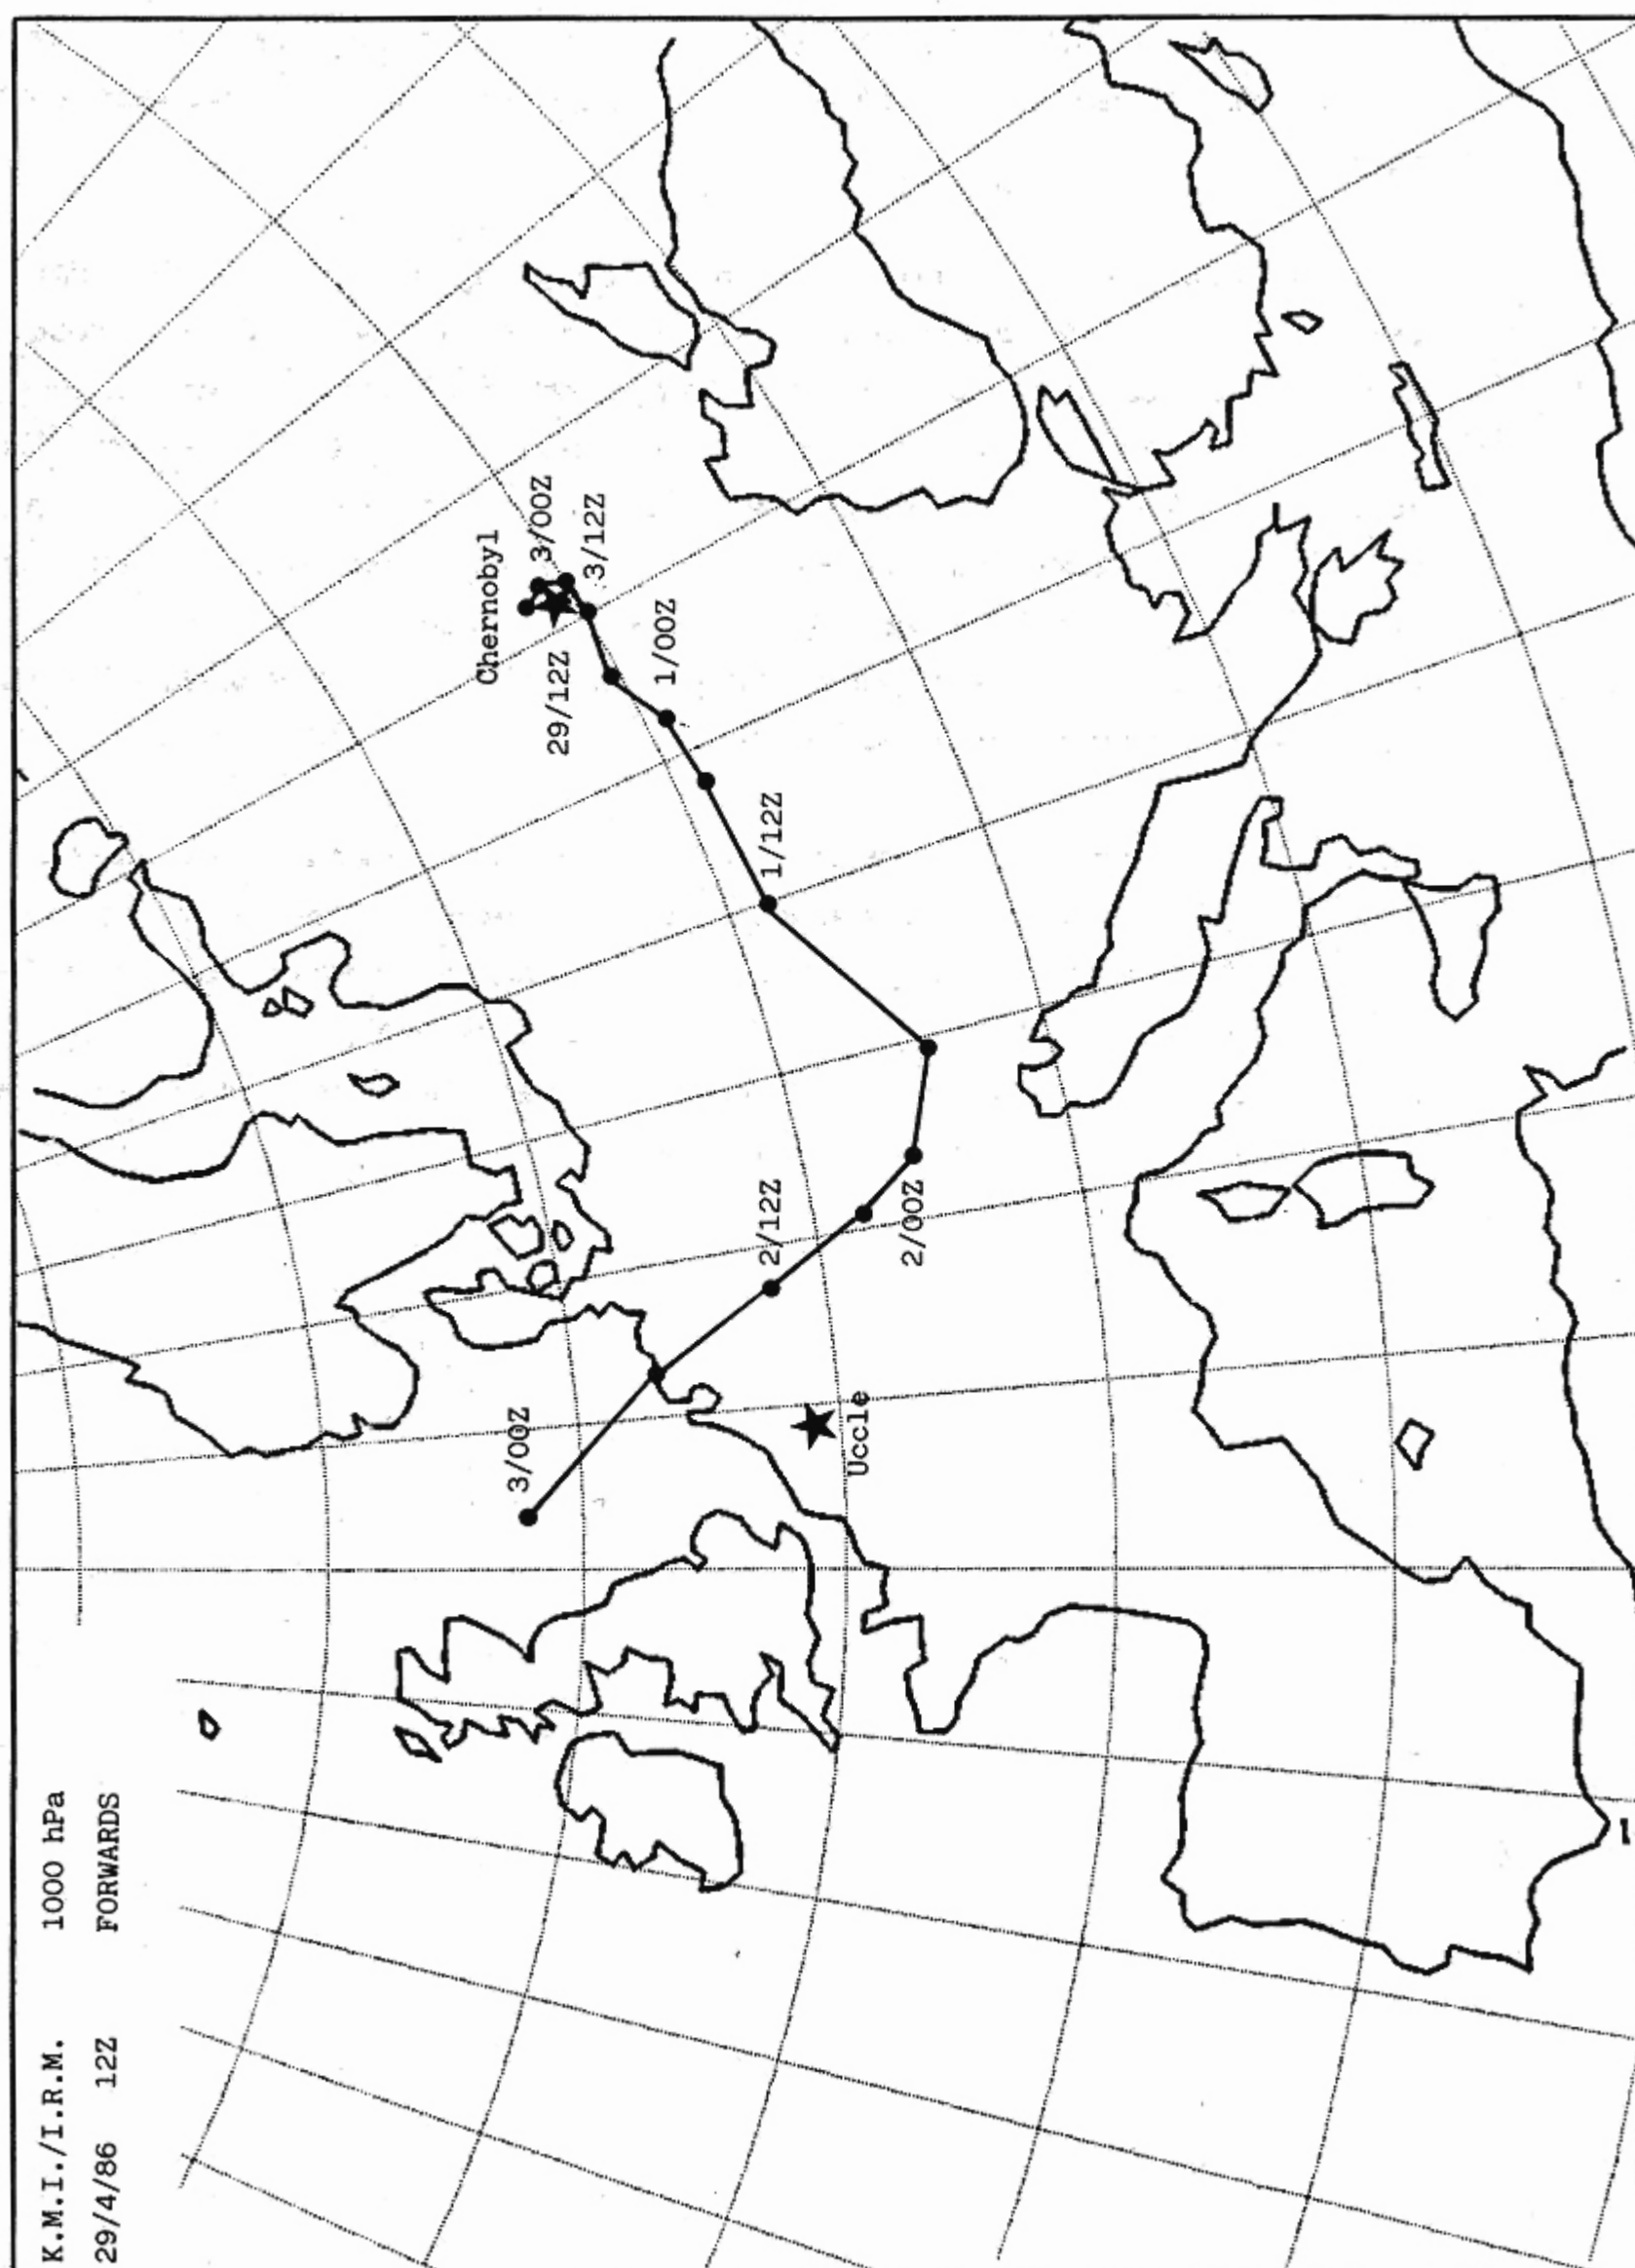 K.M.I./I.R.M. 1000 hPa
29/4/86 12Z FORWARDS
Chernobyl
3/00Z
3/00Z
29/12Z
3/12Z
1/00Z
2/12Z
1/12Z
Uccle
2/00Z